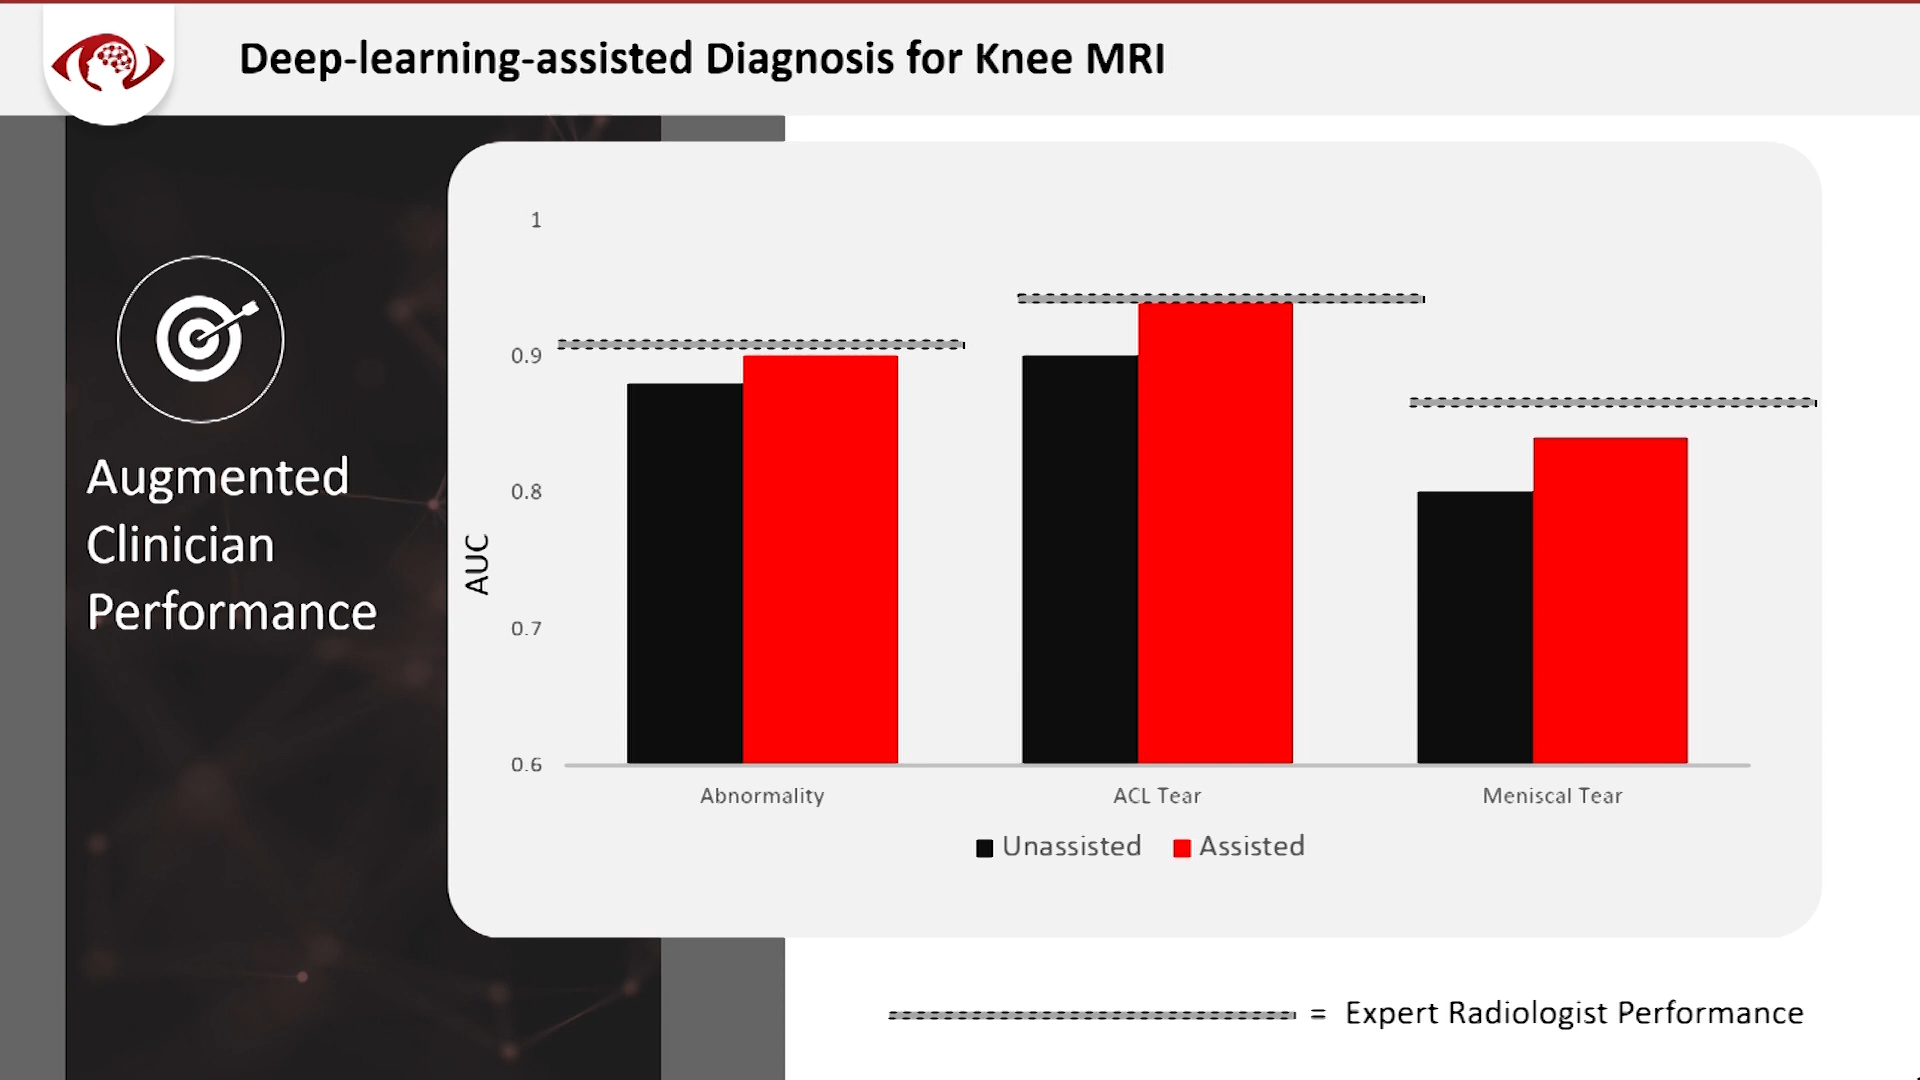 Deep-learning-assisted Diagnosis for Knee MRI
Augmented
Clinician
Performance
AUC
1
0.9
0.8
0.7
0.6
Abnormality
ACL Tear
Meniscal Tear
Unassisted
Assisted
= Expert Radiologist Performance